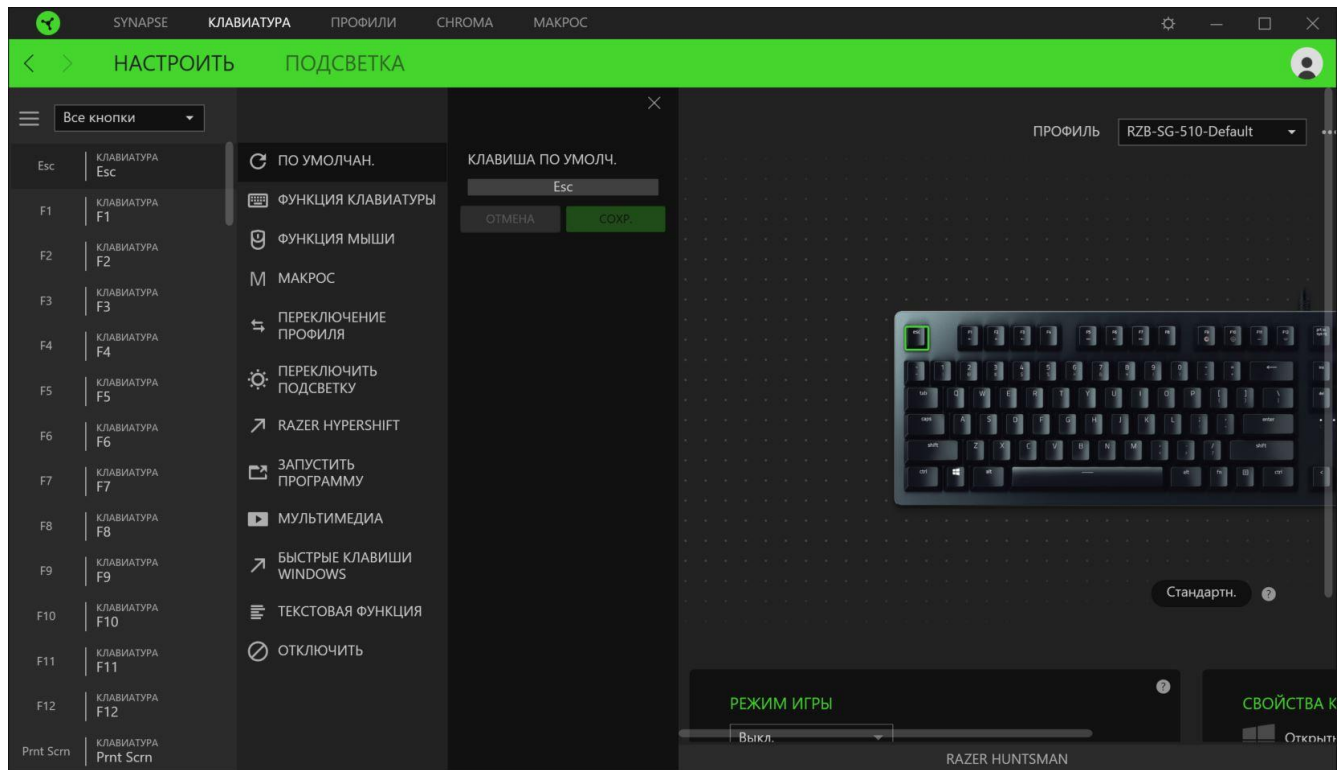 SYNAPSE
КЛАВИАТУРА
ПРОФИЛИ
CHROMA
МАКРОС
НАСТРОИТЬ
ПОДСВЕТКА
Все кнопки
Esc
КЛАВИАТУРА
Esc
F1
КЛАВИАТУРА
F1
F2
КЛАВИАТУРА
F2
F3
КЛАВИАТУРА
F3
F4
КЛАВИАТУРА
F4
F5
КЛАВИАТУРА
F5
F6
КЛАВИАТУРА
F6
F7
КЛАВИАТУРА
F7
F8
КЛАВИАТУРА
F8
F9
КЛАВИАТУРА
F9
F10
КЛАВИАТУРА
F10
F11
КЛАВИАТУРА
F11
F12
КЛАВИАТУРА
F12
Prnt Scrn
КЛАВИАТУРА
Prnt Scrn
ПО УМОЛЧАН.
ФУНКЦИЯ КЛАВИАТУРЫ
ФУНКЦИЯ МЫШИ
МАКРОС
ПЕРЕКЛЮЧЕНИЕ
ПРОФИЛЯ
ПЕРЕКЛЮЧИТЬ
ПОДСВЕТКУ
RAZER HYPERSHIFT
ЗАПУСТИТЬ
ПРОГРАММУ
МУЛЬТИМЕДИА
БЫСТРЫЕ КЛАВИШИ
WINDOWS
ТЕКСТОВАЯ ФУНКЦИЯ
ОТКЛЮЧИТЬ
КЛАВИША ПО УМОЛЧ.
Esc
ОТМЕНА
СОХР.
ПРОФИЛЬ
RZB-SG-510-Default
Стандартн.
РЕЖИМ ИГРЫ
Выкл.
СВОЙСТВА К
Открыть
RAZER HUNTSMAN